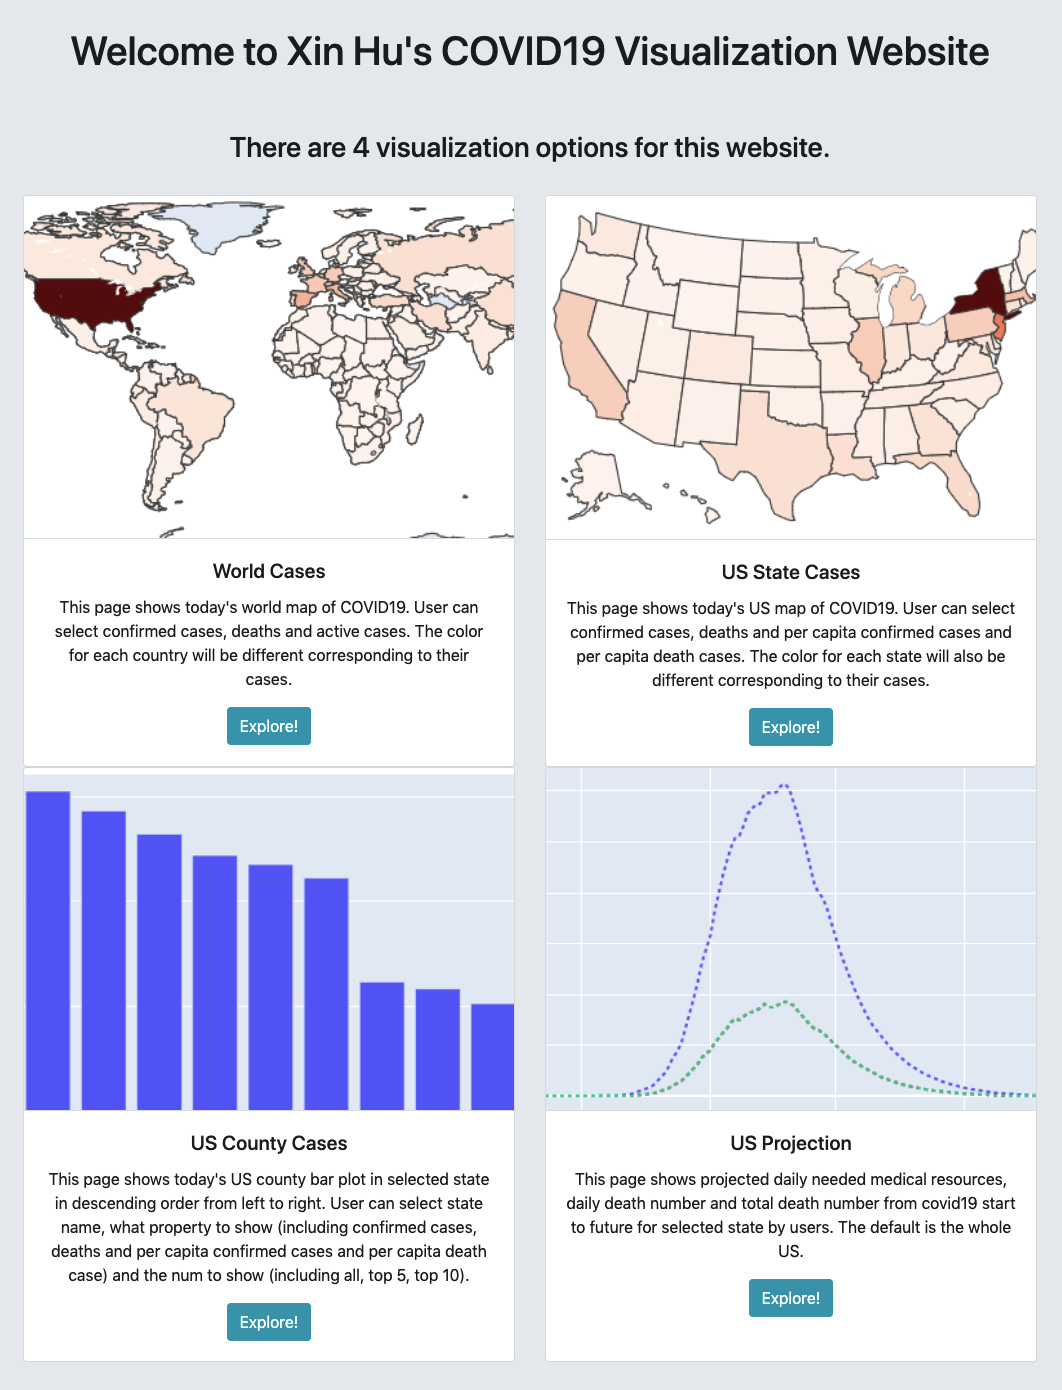 Welcome to Xin Hu's COVID19 Visualization Website
There are 4 visualization options for this website.
World Cases
This page shows today's world map of COVID19. User can
select confirmed cases, deaths and active cases. The color
for each country will be different corresponding to their
cases.
Explore!
US State Cases
This page shows today's US map of COVID19. User can select
confirmed cases, deaths and per capita confirmed cases and
per capita death cases. The color for each state will also be
different corresponding to their cases.
Explore!
US County Cases
This page shows today's US county bar plot in selected state
in descending order from left to right. User can select state
name, what property to show (including confirmed cases,
deaths and per capita confirmed cases and per capita death
case) and the num to show (including all, top 5, top 10).
Explore!
US Projection
This page shows projected daily needed medical resources,
daily death number and total death number from covid19 start
to future for selected state by users. The default is the whole
US.
Explore!